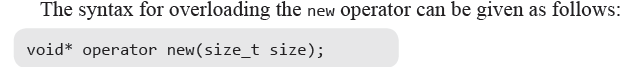 The syntax for overloading the new operator can be given as follows:
void* operator new(size_t size);